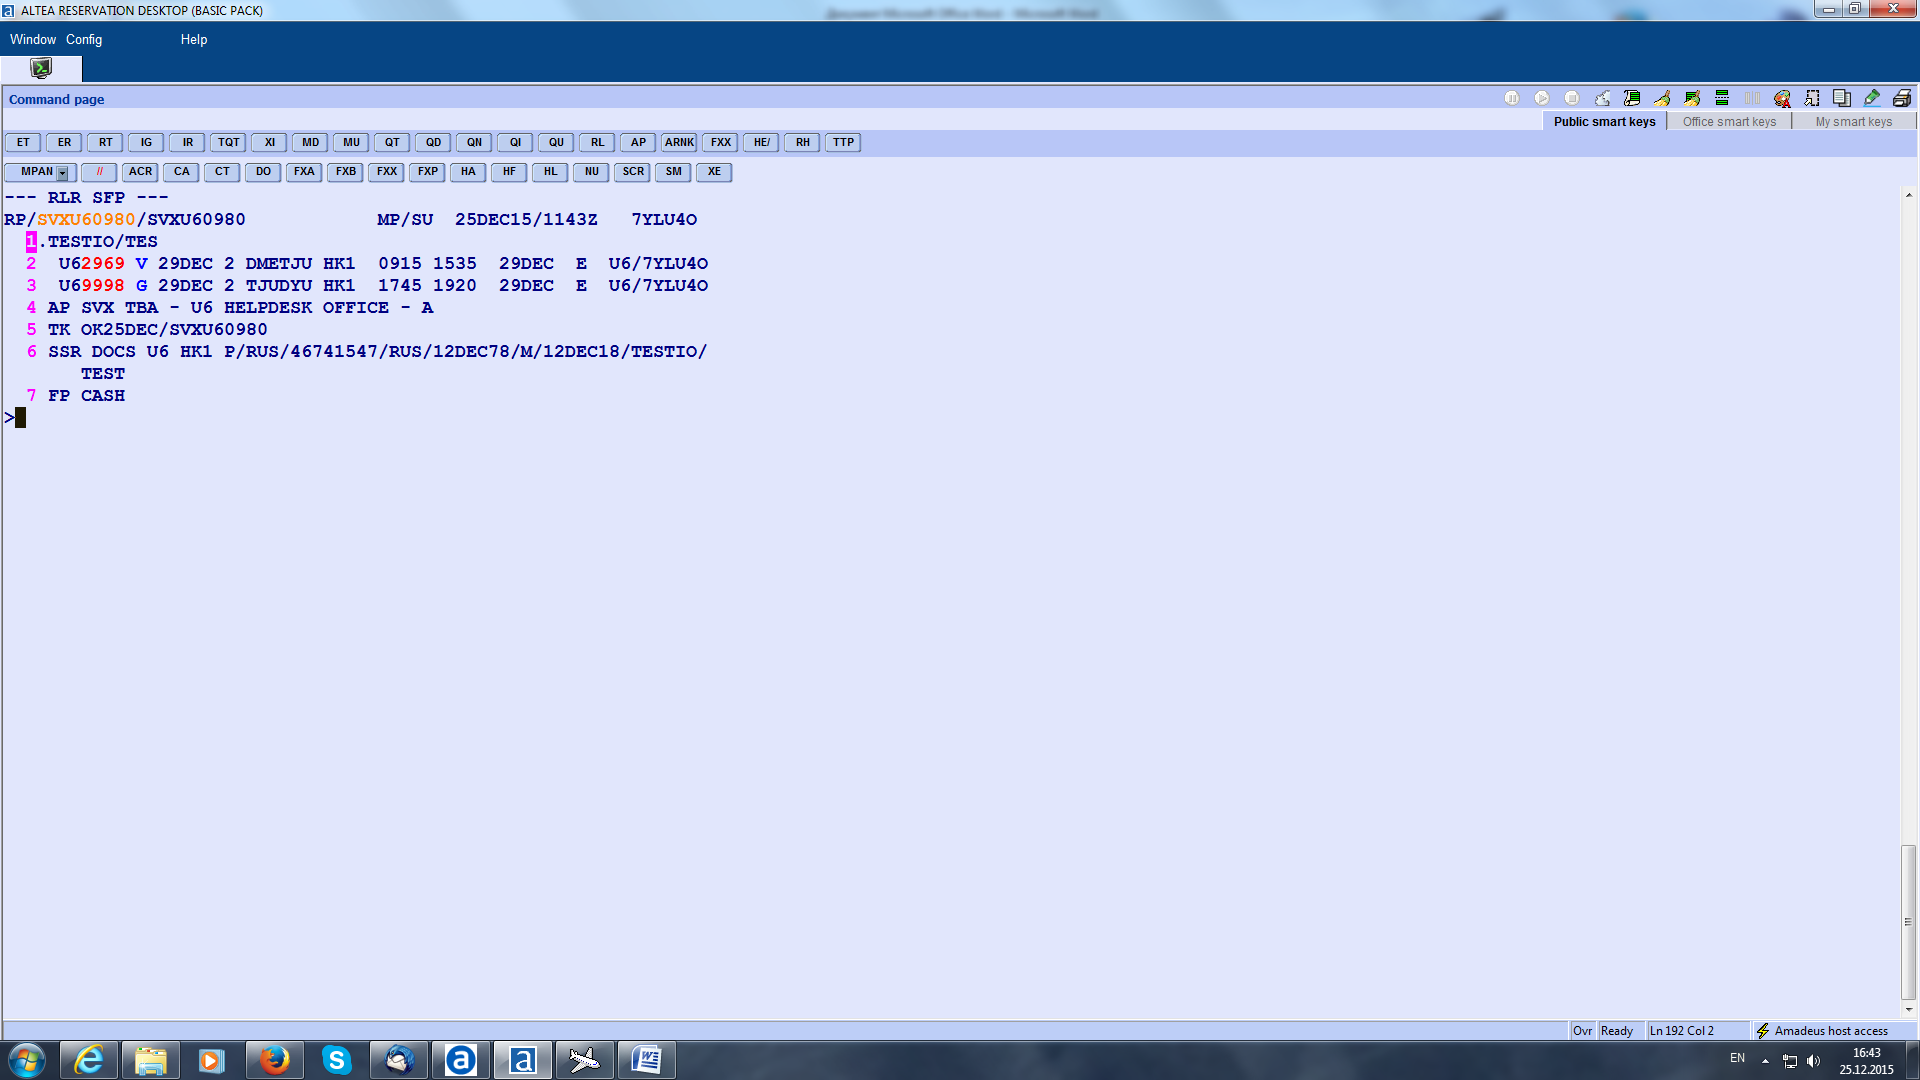 ALTEA RESERVATION DESKTOP (BASIC PACK)
Window Config Help
Command page
Public smart keys Office smart keys My smart keys
ET ER RT IG IR TQT XI MD MU QT QD QN QI QU RL AP ARNK FXX HE/ RH TTP
MPAN // ACR CA CT DO FXA FXB FXX FXP HA HF HL NU SCR SM XE
--- RLR SFP ---
RP/SVXU60980/SVXU60980 MP/SU 25DEC15/1143Z 7YLU4O
1.TESTIO/TES
2 U62969 V 29DEC 2 DMETJU HK1 0915 1535 29DEC E U6/7YLU4O
3 U69998 G 29DEC 2 TJUDYU HK1 1745 1920 29DEC E U6/7YLU4O
4 AP SVX TBA - U6 HELPDESK OFFICE - A
5 TK OK25DEC/SVXU60980
6 SSR DOCS U6 HK1 P/RUS/46741547/RUS/12DEC78/M/12DEC18/TESTIO/
TEST
7 FP CASH
>
Ovr Ready Ln 192 Col 2 Amadeus host access
EN 16:43
25.12.2015